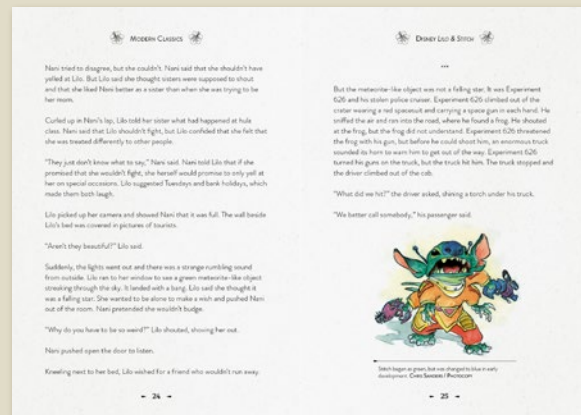 MODERN CLASSICS
Nani tried to disagree, but she couldn't. Nani said that she shouldn't have
yelled at Lilo. But Lilo said she thought sisters were supposed to shout
and that she liked Nani better as a sister than when she was trying to be
her mom.
Curled up in Nani's lap, Lilo told her sister what had happened at hula
class. Nani said that Lilo shouldn't fight, but Lilo confided that she felt that
she was treated differently to other people.
"They just don't know what to say," Nani said. Nani told Lilo that if she
promised that she wouldn't fight, she herself would promise to only yell at
her on special occasions. Lilo suggested Tuesdays and bank holidays, which
made them both laugh.
Lilo picked up her camera and showed Nani that it was full. The wall beside
Lilo's bed was covered in pictures of tourists.
"Aren't they beautiful?" Lilo said.
Suddenly, the lights went out and there was a strange rumbling sound
from outside. Lilo ran to her window to see a green meteorite-like object
streaking through the sky. It landed with a bang. Lilo said she thought it
was a falling star. She wanted to be alone to make a wish and pushed Nani
out of the room. Nani pretended she wouldn't budge.
"Why do you have to be so weird?" Lilo shouted, shoving her out.
Nani pushed open the door to listen.
Kneeling next to her bed, Lilo wished for a friend who wouldn't run away.
24
DISNEY LILO & STITCH
•••
But the meteorite-like object was not a falling star. It was Experiment
626 and his stolen police cruiser. Experiment 626 climbed out of the
crater wearing a red spacesuit and carrying a space gun in each hand. He
sniffed the air and ran into the road, where he found a frog. He shouted
at the frog, but the frog did not understand. Experiment 626 threatened
the frog with his gun, but before he could shoot him, an enormous truck
sounded its horn to warn him to get out of the way. Experiment 626
turned his guns on the truck, but the truck hit him. The truck stopped and
the driver climbed out of the cab.
"What did we hit?" the driver asked, shining a torch under his truck.
"We better call somebody," his passenger said.
Stitch began as green, but was changed to blue in early
development. CHRIS SANDERS / PHOTOCOPY
25